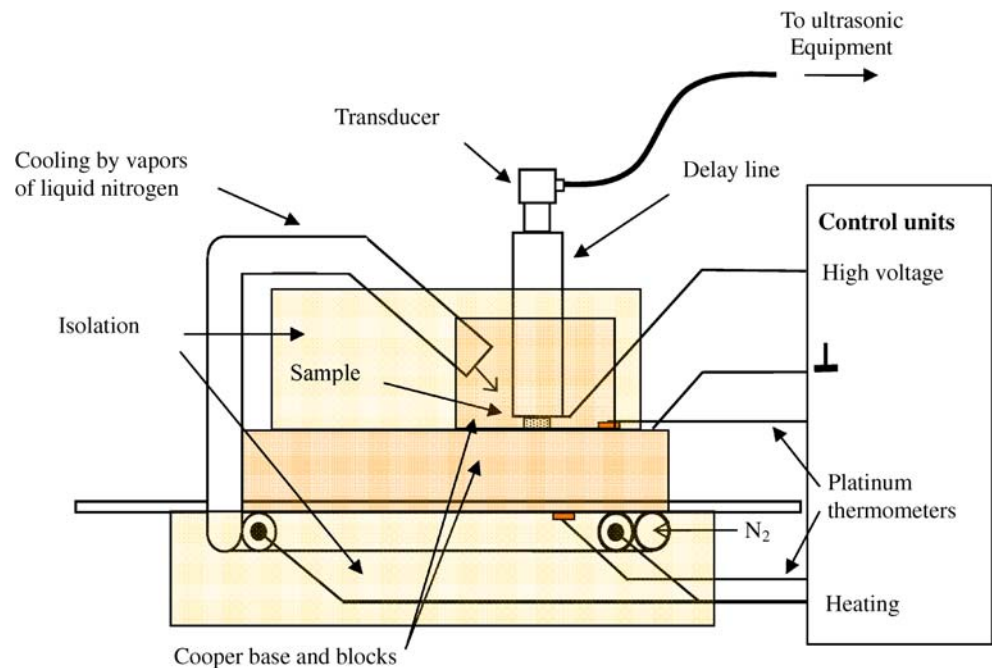 To ultrasonic
Equipment
Transducer
Cooling by vapors
of liquid nitrogen
Delay line
Control units
High voltage
Isolation
Sample
Platinum
thermometers
N₂
Heating
Cooper base and blocks